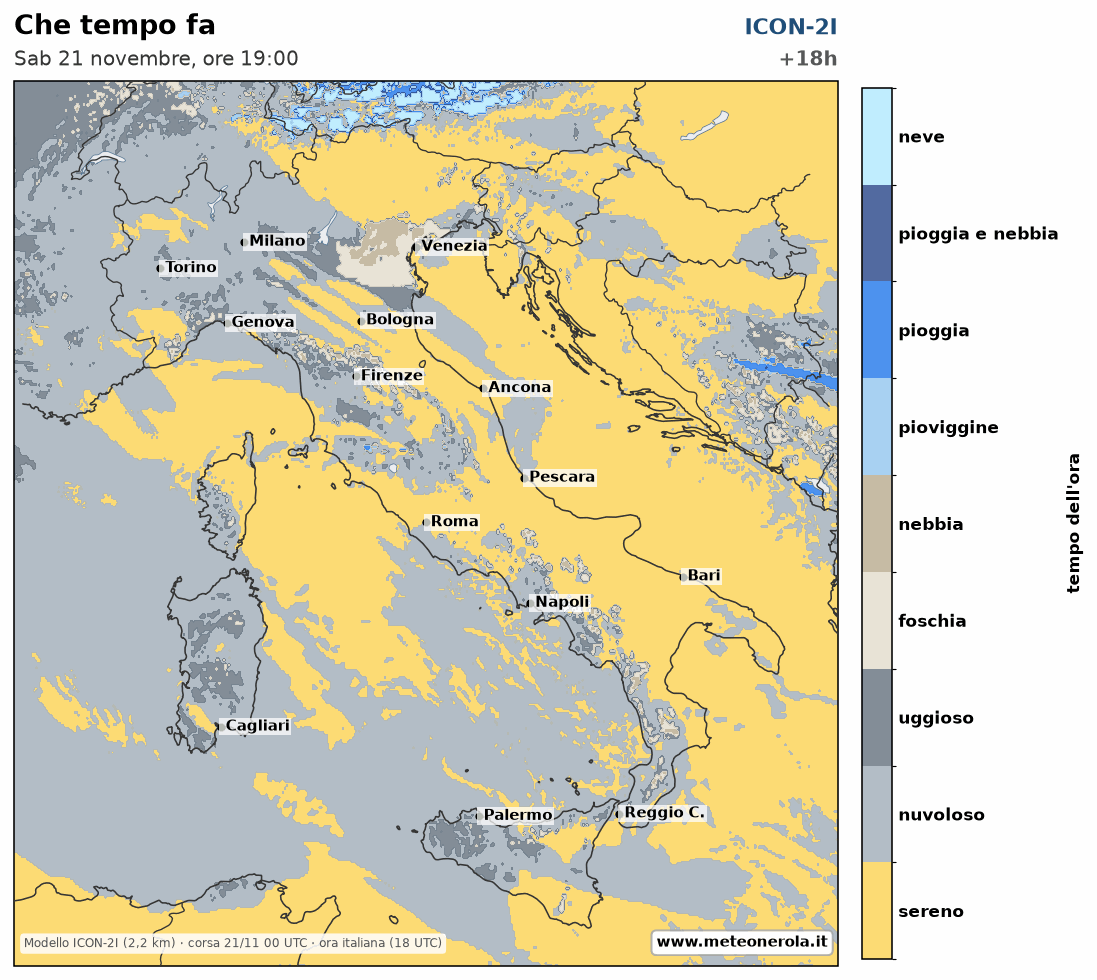 Che tempo fa
ICON-2I
Sab 21 novembre, ore 19:00
+18h
neve
pioggia e nebbia
pioggia
pioviggine
nebbia
foschia
uggioso
nuvoloso
sereno
tempo dell'ora
Milano
Venezia
Torino
Genova
Bologna
Firenze
Ancona
Pescara
Roma
Bari
Napoli
Cagliari
Palermo
Reggio C.
Modello ICON-2I (2,2 km) · corsa 21/11 00 UTC · ora italiana (18 UTC)
www.meteonerola.it